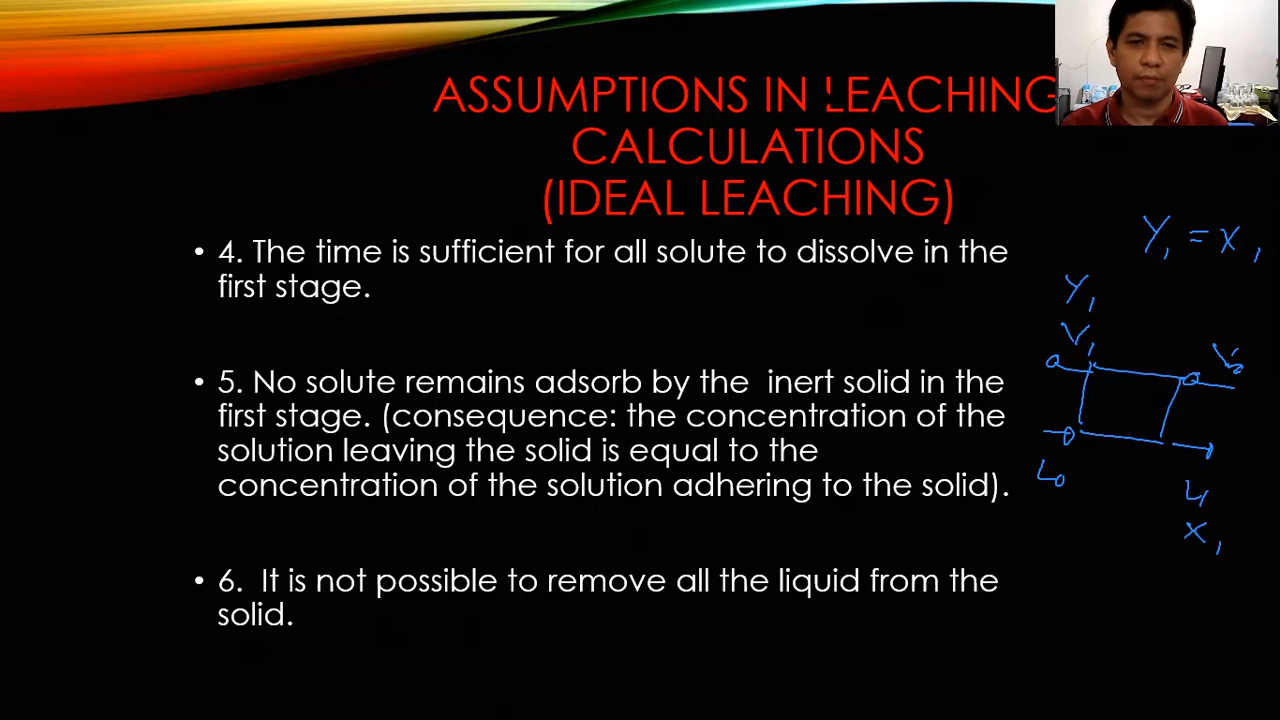 ASSUMPTIONS IN LEACHING
CALCULATIONS
(IDEAL LEACHING)
• 4. The time is sufficient for all solute to dissolve in the
first stage.
• 5. No solute remains adsorb by the  inert solid in the
first stage. (consequence: the concentration of the
solution leaving the solid is equal to the
concentration of the solution adhering to the solid).
• 6.  It is not possible to remove all the liquid from the
solid.
Y₁ = X₁
Y₁
V₁
V₂
L₀
L₁
X₁